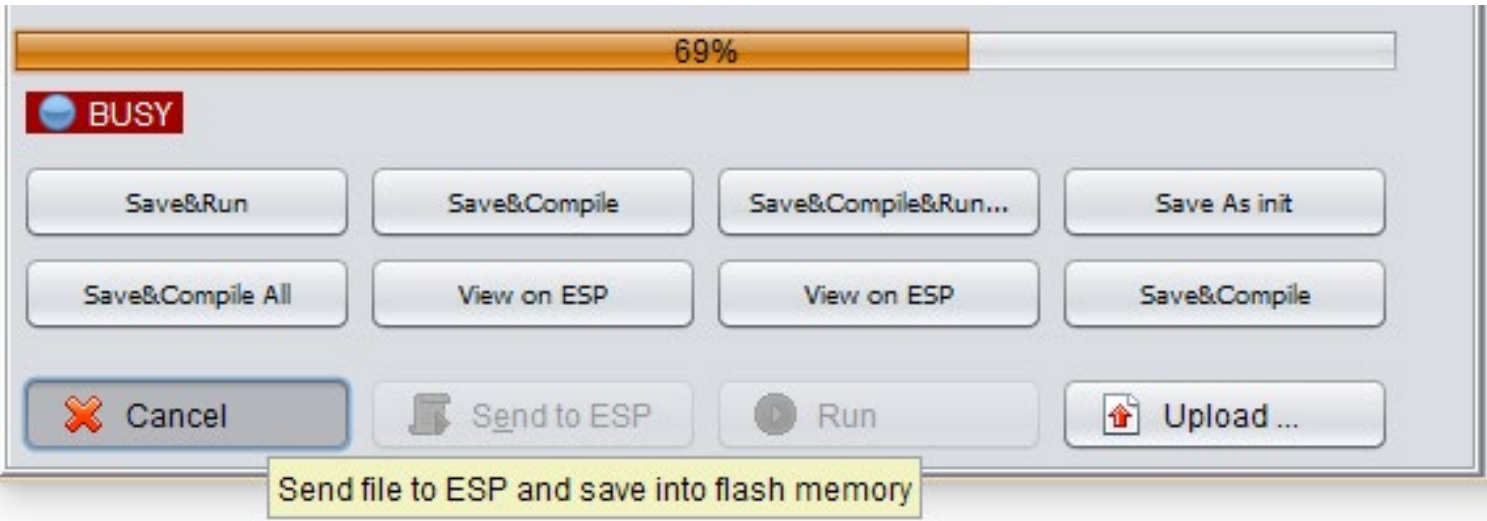 69%
BUSY
Save&Run Save&Compile Save&Compile&Run... Save As init
Save&Compile All View on ESP View on ESP Save&Compile
Cancel Send to ESP Run Upload ...
Send file to ESP and save into flash memory